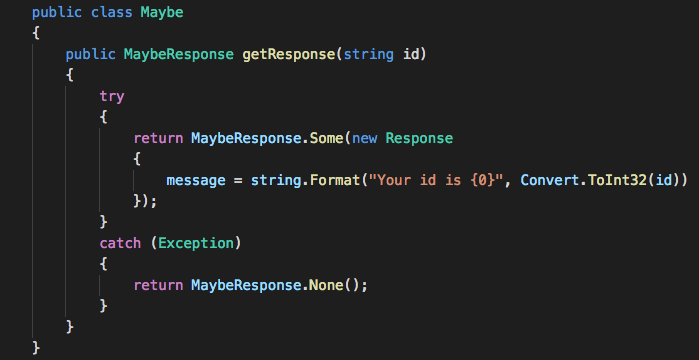 public class Maybe
{
    public MaybeResponse getResponse(string id)
    {
        try
        {
            return MaybeResponse.Some(new Response
            {
                message = string.Format("Your id is {0}", Convert.ToInt32(id))
            });
        }
        catch (Exception)
        {
            return MaybeResponse.None();
        }
    }
}